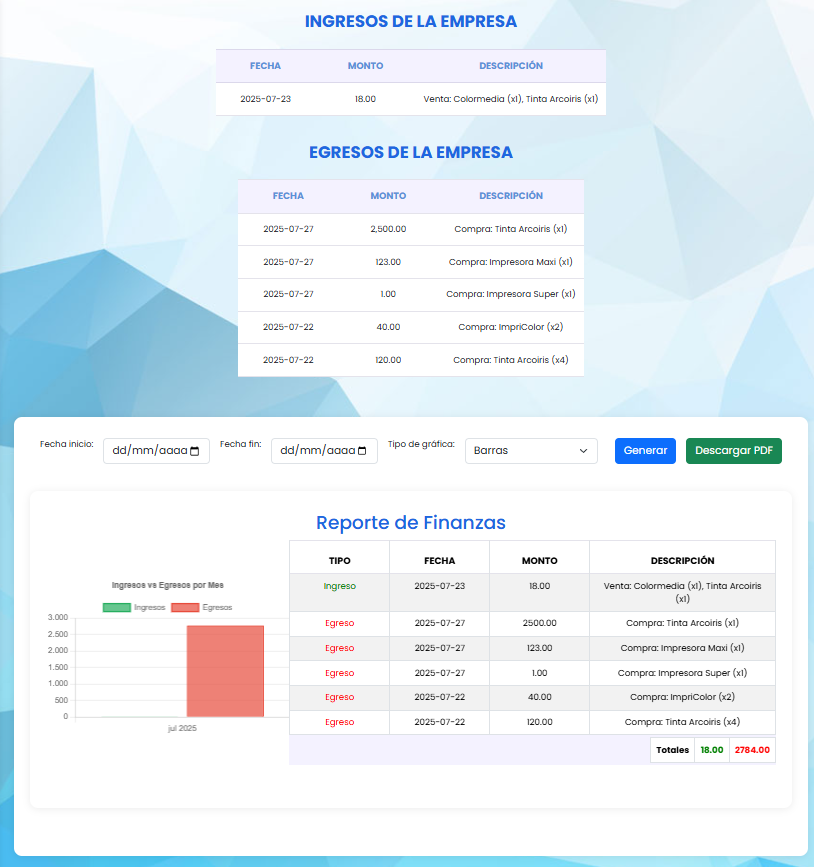 INGRESOS DE LA EMPRESA
FECHA MONTO DESCRIPCIÓN
2025-07-23 18.00 Venta: Colormedia (x1), Tinta Arcoiris (x1)
EGRESOS DE LA EMPRESA
FECHA MONTO DESCRIPCIÓN
2025-07-27 2,500.00 Compra: Tinta Arcoiris (x1)
2025-07-27 123.00 Compra: Impresora Maxi (x1)
2025-07-27 1.00 Compra: Impresora Super (x1)
2025-07-22 40.00 Compra: ImpriColor (x2)
2025-07-22 120.00 Compra: Tinta Arcoiris (x4)
Fecha inicio: dd/mm/aaaa Fecha fin: dd/mm/aaaa Tipo de gráfica: Barras Generar Descargar PDF
Reporte de Finanzas
Ingresos vs Egresos por Mes
Ingresos Egresos
3.000
2.500
2.000
1.500
1.000
500
0
jul 2025
TIPO FECHA MONTO DESCRIPCIÓN
Ingreso 2025-07-23 18.00 Venta: Colormedia (x1), Tinta Arcoiris
(x1)
Egreso 2025-07-27 2500.00 Compra: Tinta Arcoiris (x1)
Egreso 2025-07-27 123.00 Compra: Impresora Maxi (x1)
Egreso 2025-07-27 1.00 Compra: Impresora Super (x1)
Egreso 2025-07-22 40.00 Compra: ImpriColor (x2)
Egreso 2025-07-22 120.00 Compra: Tinta Arcoiris (x4)
Totales 18.00 2784.00